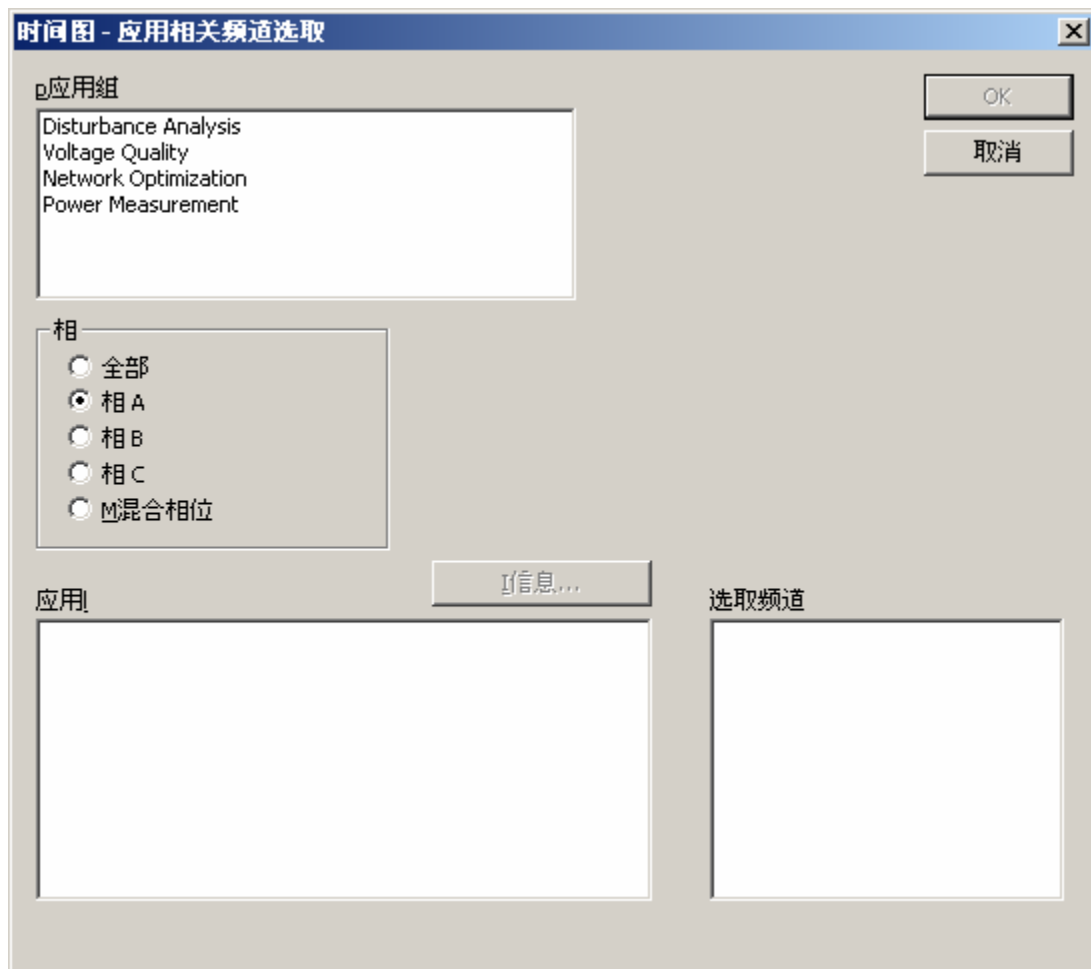 时间图 - 应用相关频道选取
p应用组
OK
Disturbance Analysis
Voltage Quality
Network Optimization
Power Measurement
取消
相
全部
相 A
相 B
相 C
M混合相位
I信息...
应用l
选取频道